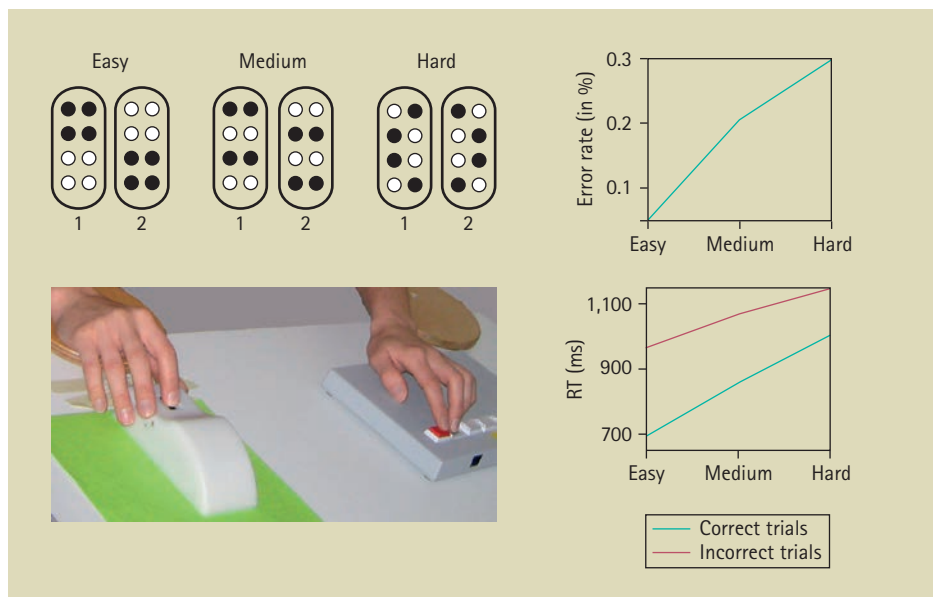 Easy
Medium
Hard
1 2
1 2
1 2
Error rate (in %)
0.3
0.2
0.1
Easy Medium Hard
RT (ms)
1,100
900
700
Easy Medium Hard
Correct trials
Incorrect trials